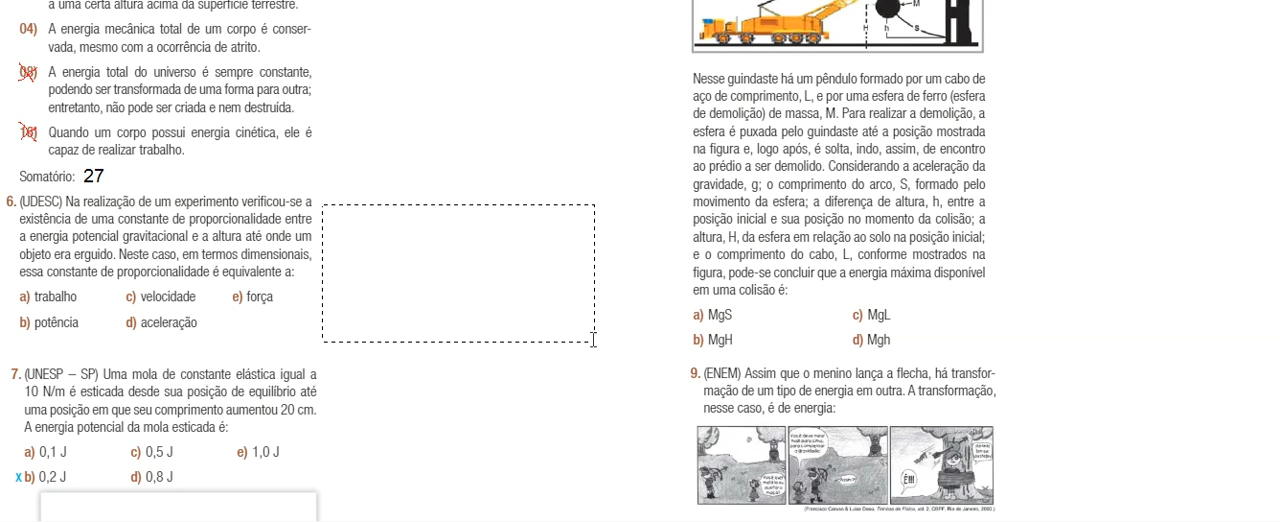 a uma certa altura acima da superfície terrestre.
04) A energia mecânica total de um corpo é conser-
vada, mesmo com a ocorrência de atrito.
08) A energia total do universo é sempre constante,
podendo ser transformada de uma forma para outra;
entretanto, não pode ser criada e nem destruída.
16) Quando um corpo possui energia cinética, ele é
capaz de realizar trabalho.
Somatório: 27
6. (UDESC) Na realização de um experimento verificou-se a
existência de uma constante de proporcionalidade entre
a energia potencial gravitacional e a altura até onde um
objeto era erguido. Neste caso, em termos dimensionais,
essa constante de proporcionalidade é equivalente a:
a) trabalho c) velocidade e) força
b) potência d) aceleração
7. (UNESP – SP) Uma mola de constante elástica igual a
10 N/m é esticada desde sua posição de equilíbrio até
uma posição em que seu comprimento aumentou 20 cm.
A energia potencial da mola esticada é:
a) 0,1 J c) 0,5 J e) 1,0 J
x b) 0,2 J d) 0,8 J
M
H h S
Nesse guindaste há um pêndulo formado por um cabo de
aço de comprimento, L, e por uma esfera de ferro (esfera
de demolição) de massa, M. Para realizar a demolição, a
esfera é puxada pelo guindaste até a posição mostrada
na figura e, logo após, é solta, indo, assim, de encontro
ao prédio a ser demolido. Considerando a aceleração da
gravidade, g; o comprimento do arco, S, formado pelo
movimento da esfera; a diferença de altura, h, entre a
posição inicial e sua posição no momento da colisão; a
altura, H, da esfera em relação ao solo na posição inicial;
e o comprimento do cabo, L, conforme mostrados na
figura, pode-se concluir que a energia máxima disponível
em uma colisão é:
a) MgS c) MgL
b) MgH d) Mgh
9. (ENEM) Assim que o menino lança a flecha, há transfor-
mação de um tipo de energia em outra. A transformação,
nesse caso, é de energia: